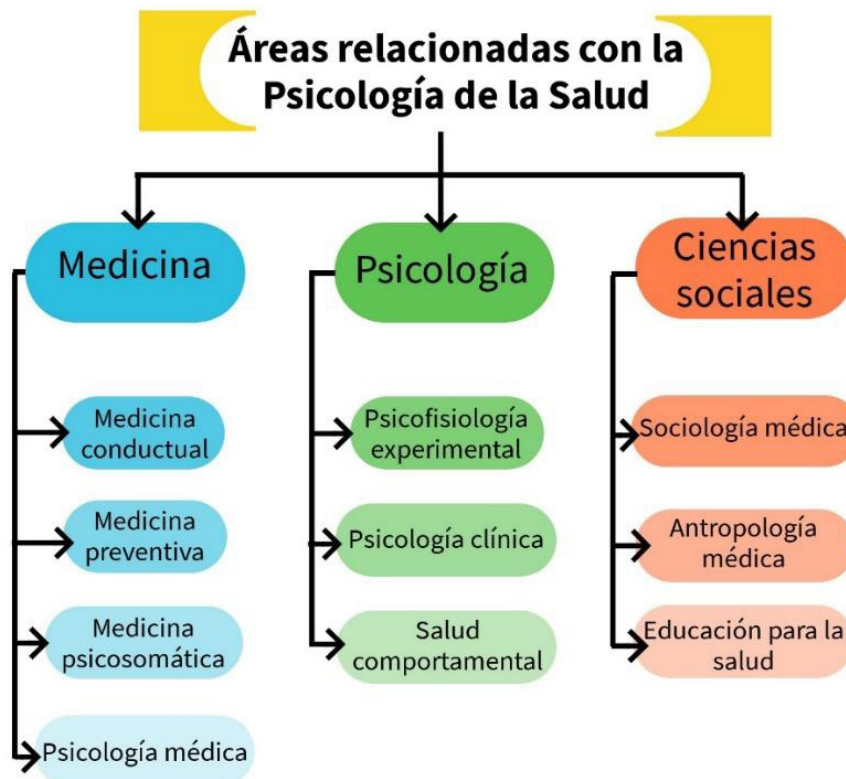 Áreas relacionadas con la
Psicología de la Salud
Medicina
Medicina
conductual
Medicina
preventiva
Medicina
psicosomática
Psicología médica
Psicología
Psicofisiología
experimental
Psicología clínica
Salud
comportamental
Ciencias
sociales
Sociología médica
Antropología
médica
Educación para la
salud